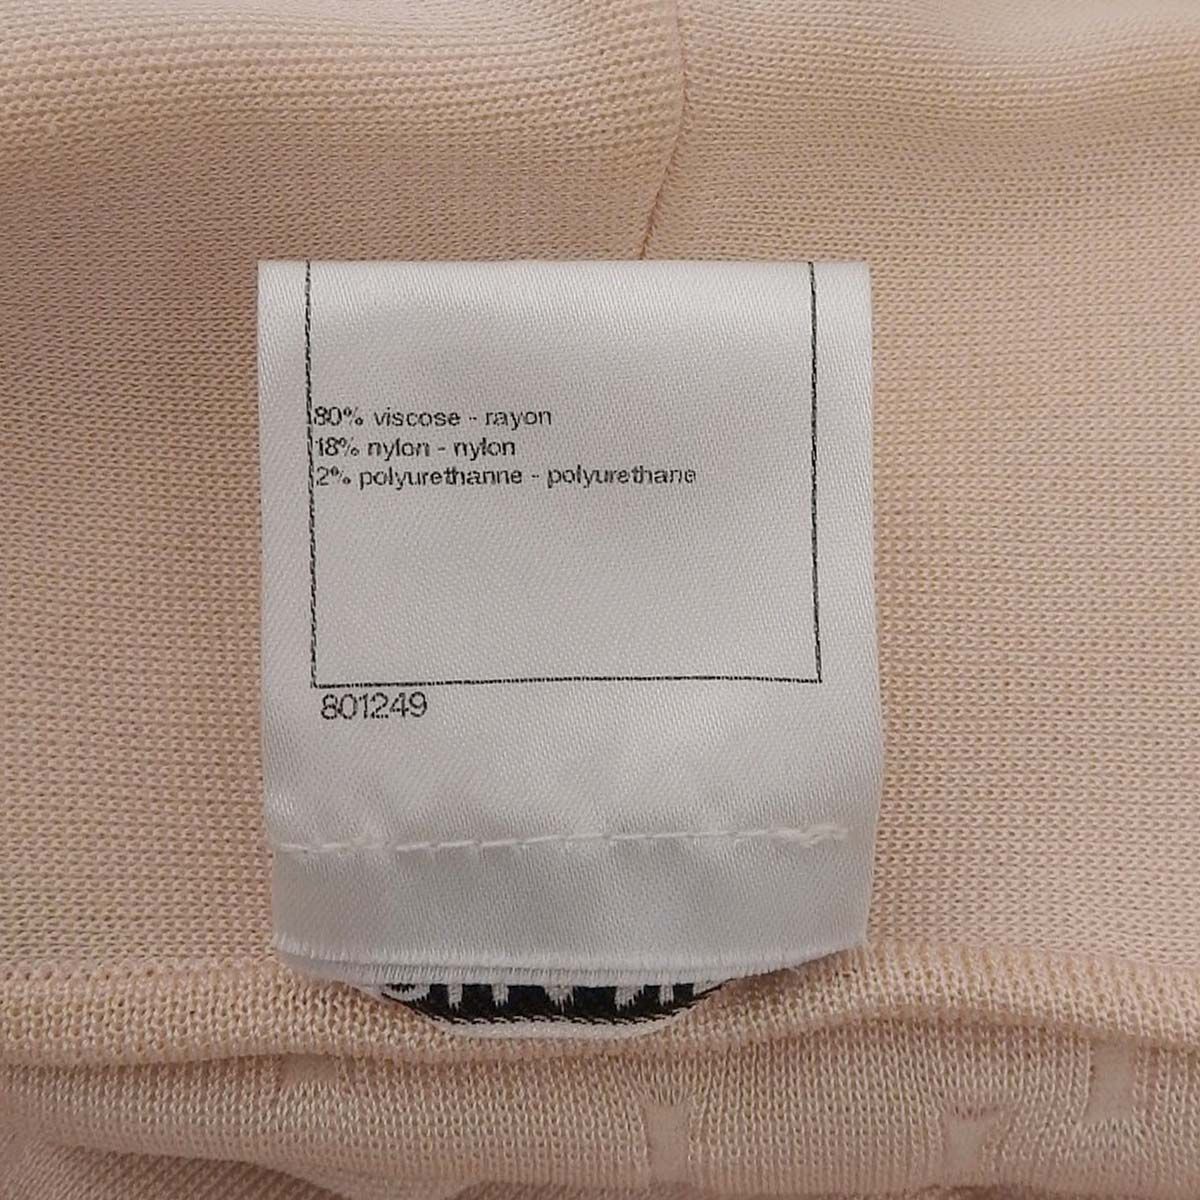 80% viscose - rayon
18% nylon - nylon
2% polyurethanne - polyurethane
801249